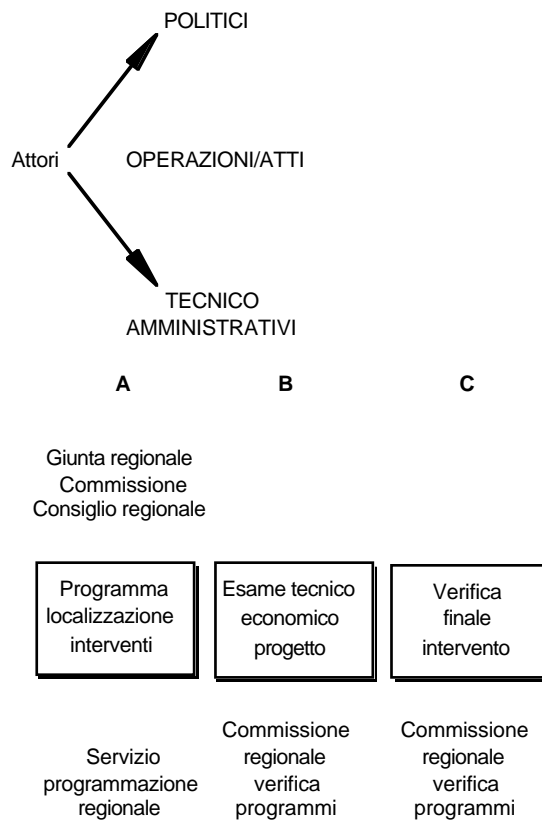 POLITICI
Attori
OPERAZIONI/ATTI
TECNICO
AMMINISTRATIVI
A
B
C
Giunta regionale
Commissione
Consiglio regionale
Programma
localizzazione
interventi
Esame tecnico
economico
progetto
Verifica
finale
intervento
Servizio
programmazione
regionale
Commissione
regionale
verifica
programmi
Commissione
regionale
verifica
programmi